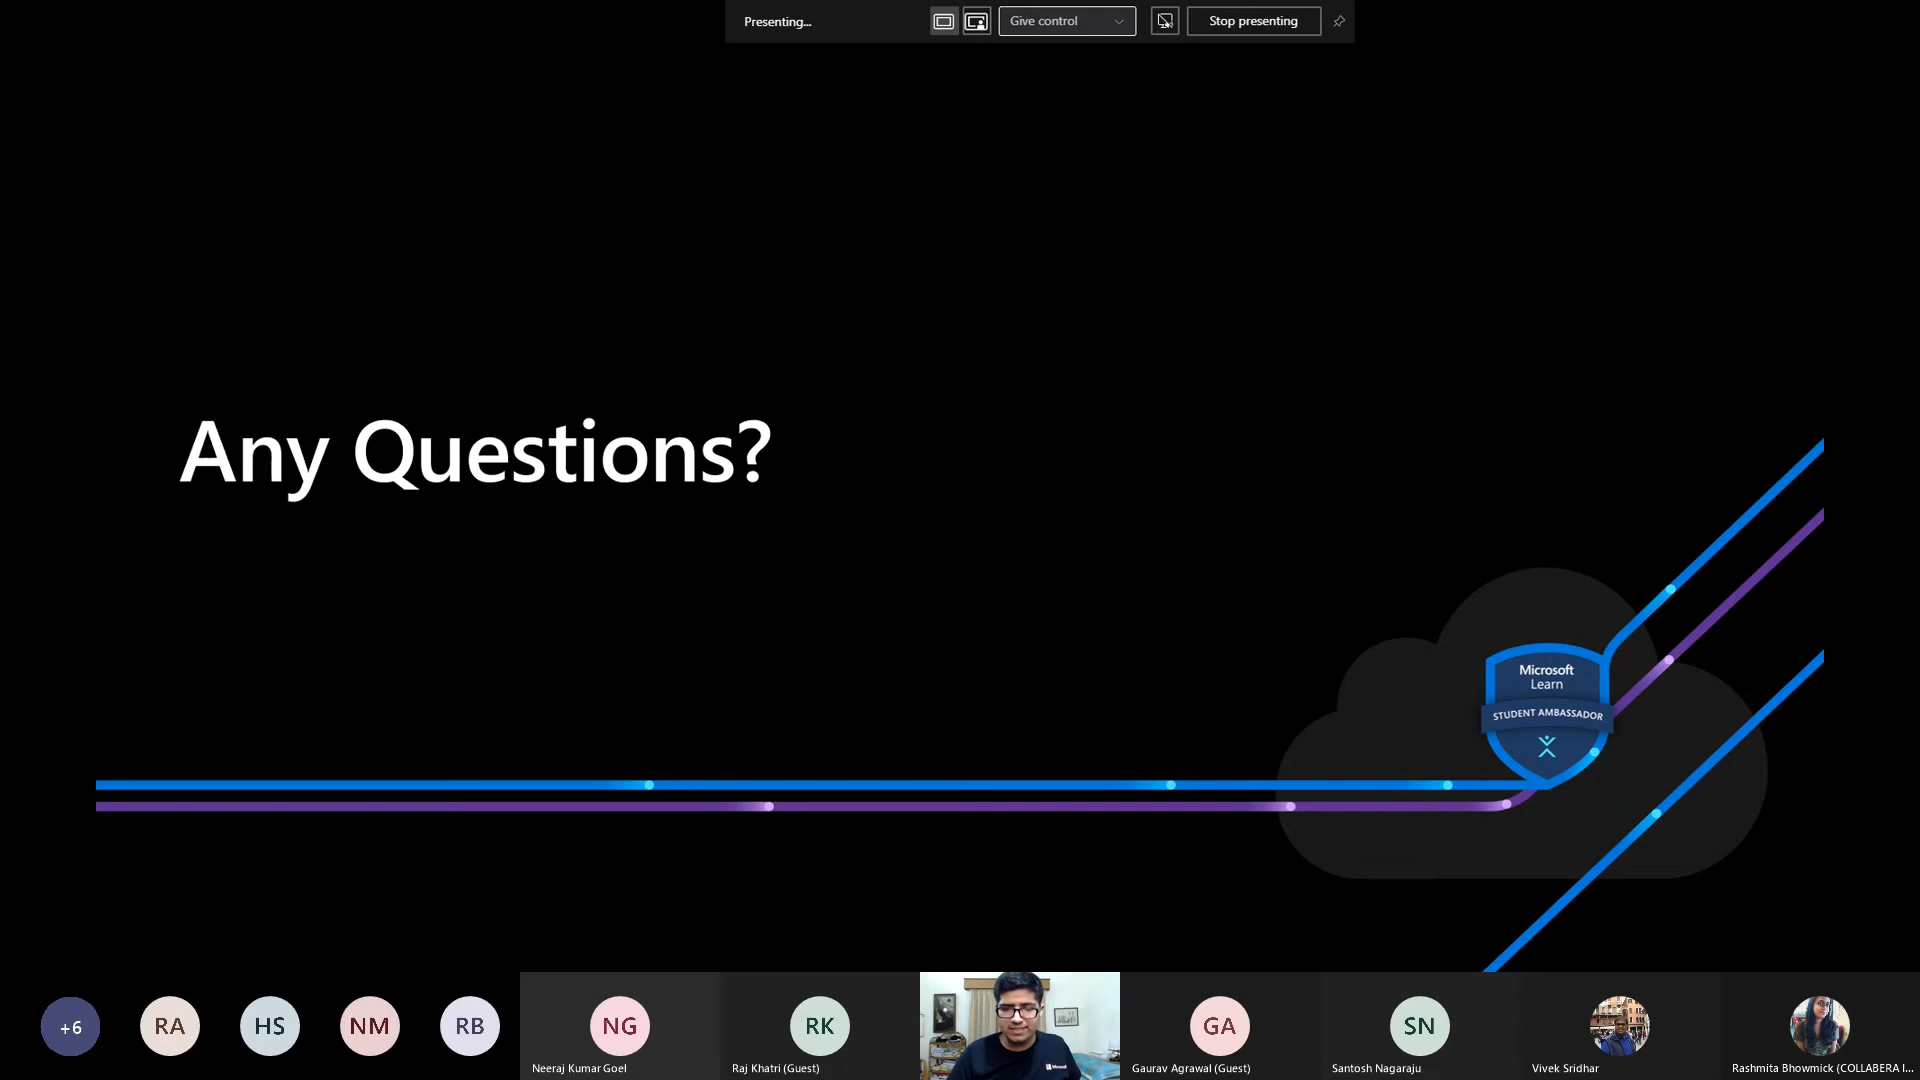 Presenting...
Give control
Stop presenting
Any Questions?
Microsoft
Learn
STUDENT AMBASSADOR
+6
RA
HS
NM
RB
NG
RK
GA
SN
Microsoft
Neeraj Kumar Goel
Raj Khatri (Guest)
Gaurav Agrawal (Guest)
Santosh Nagaraju
Vivek Sridhar
Rashmita Bhowmick (COLLABERA I...